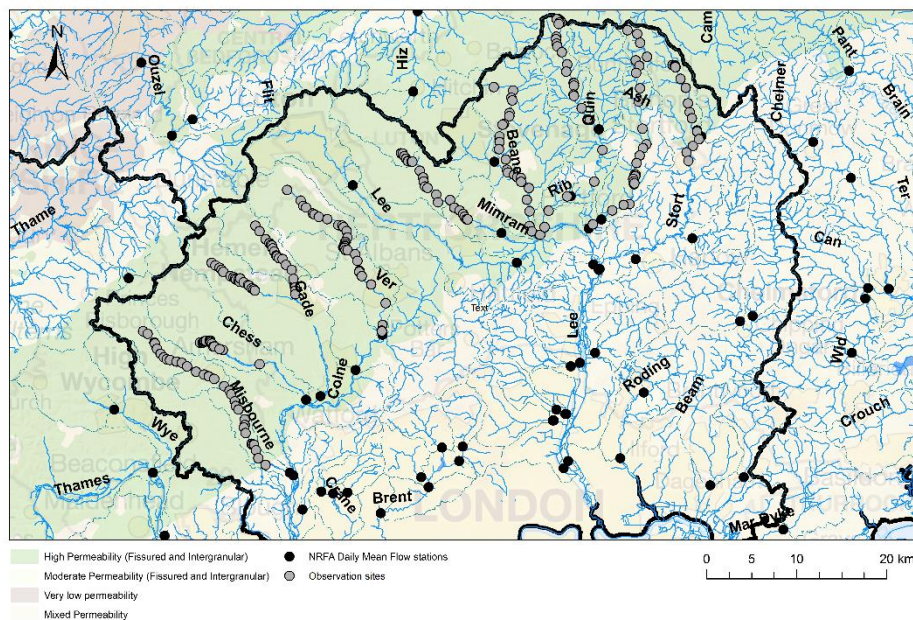 N
Ouzel
Flit
Hiz
Cam
Pant
Brain
Chelmer
Ter
Can
Wid
Crouch
Thame
Lee
Mimram
Beane
Quin
Ash
Rib
Stort
Ver
Gade
Chess
Colne
Misbourne
Wye
Thames
Crane
Brent
LONDON
Lee
Roding
Beam
Mar Dyke
Text
High Permeability (Fissured and Intergranular)
Moderate Permeability (Fissured and Intergranular)
Very low permeability
Mixed Permeability
NRFA Daily Mean Flow stations
Observation sites
0 5 10 20 km